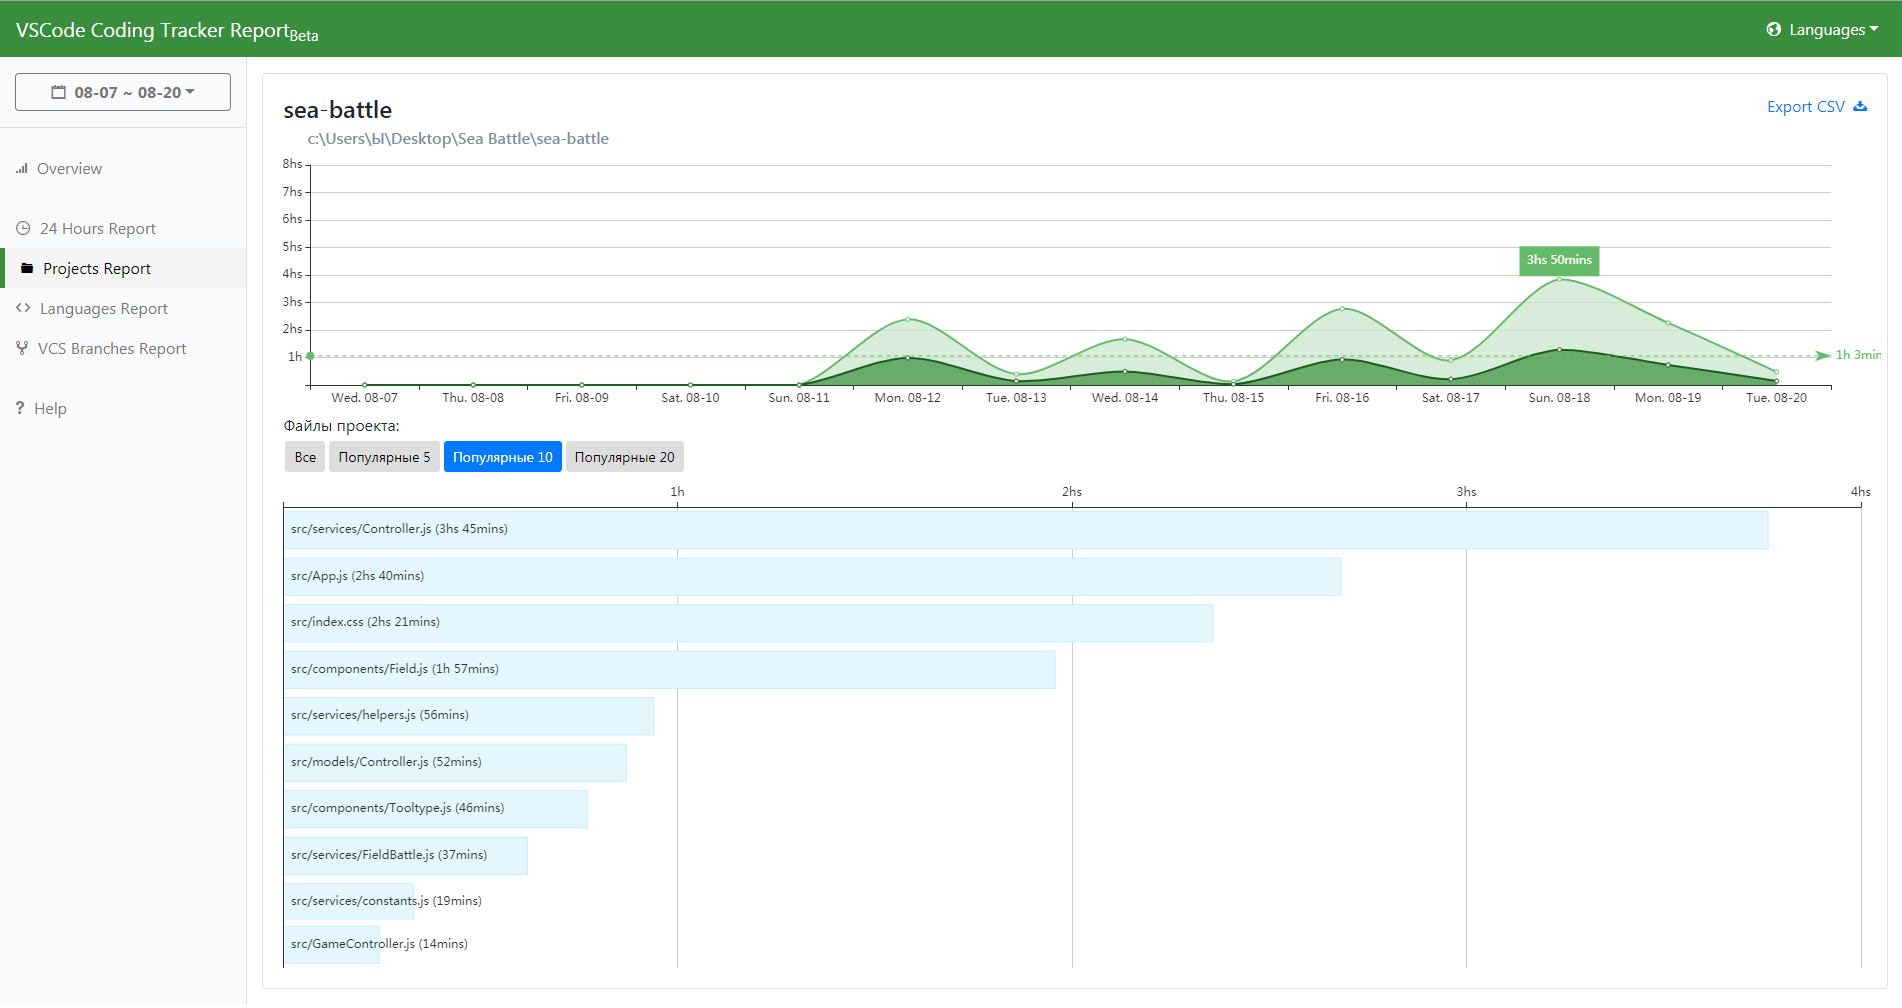 VSCode Coding Tracker Report Beta
Languages
08-07 ~ 08-20
Overview
24 Hours Report
Projects Report
Languages Report
VCS Branches Report
? Help
sea-battle
Export CSV
c:\Users\Ы\Desktop\Sea Battle\sea-battle
8hs
7hs
6hs
5hs
4hs
3hs
2hs
1h
3hs 50mins
1h 3min
Wed. 08-07 Thu. 08-08 Fri. 08-09 Sat. 08-10 Sun. 08-11 Mon. 08-12 Tue. 08-13 Wed. 08-14 Thu. 08-15 Fri. 08-16 Sat. 08-17 Sun. 08-18 Mon. 08-19 Tue. 08-20
Файлы проекта:
Все Популярные 5 Популярные 10 Популярные 20
1h 2hs 3hs 4hs
src/services/Controller.js (3hs 45mins)
src/App.js (2hs 40mins)
src/index.css (2hs 21mins)
src/components/Field.js (1h 57mins)
src/services/helpers.js (56mins)
src/models/Controller.js (52mins)
src/components/Tooltype.js (46mins)
src/services/FieldBattle.js (37mins)
src/services/constants.js (19mins)
src/GameController.js (14mins)